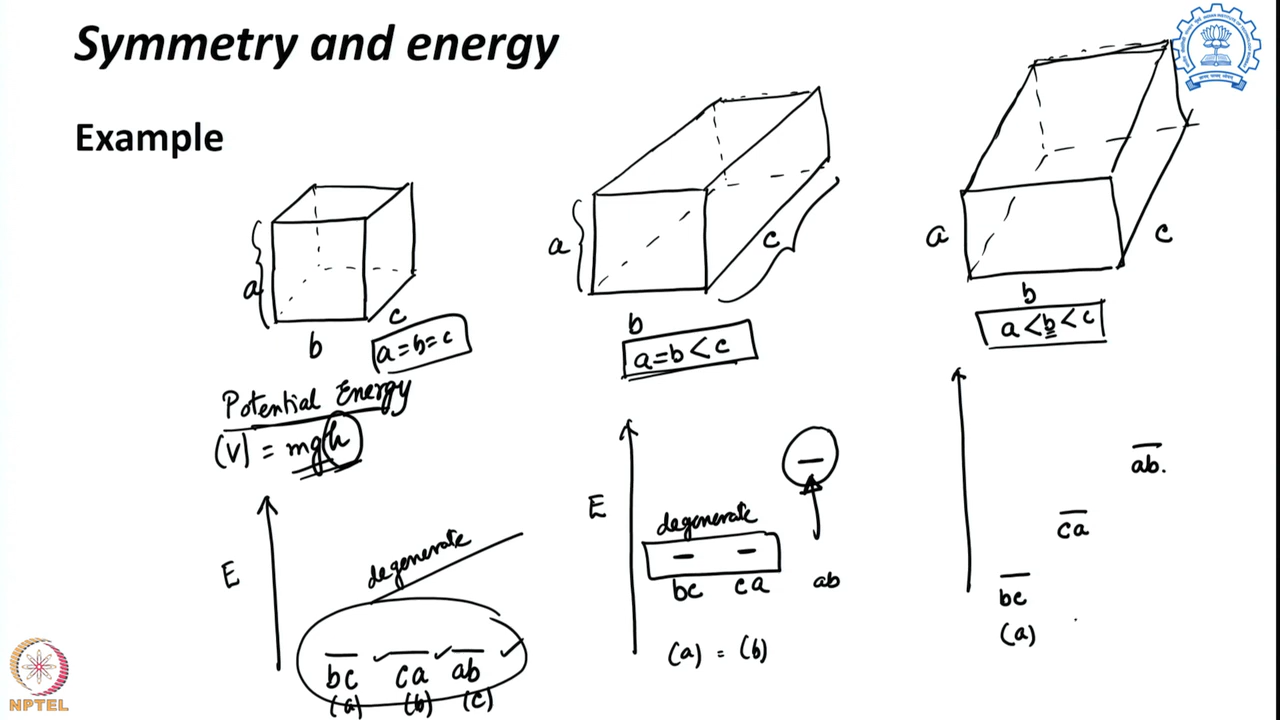 Symmetry and energy
Example
a
b
c
a=b=c
a
b
c
a=b<c
a
b
c
a<b<c
Potential Energy
(V) = mgh
E
degenerate
bc ca ab
(a) (b) (c)
E
degenerate
bc ca ab
(a) = (b)
ab.
ca
bc
(a)
NPTEL